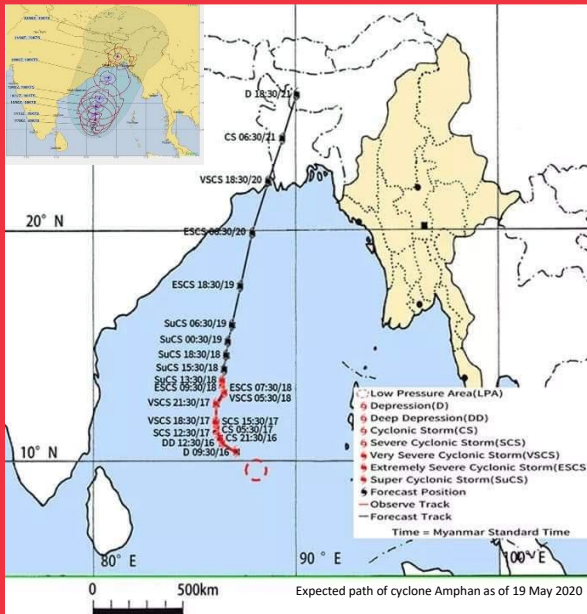 D 18:30/21
CS 06:30/21
VSCS 18:30/20
20° N
ESCS 06:30/20
ESCS 18:30/19
SuCS 06:30/19
SuCS 00:30/19
SuCS 18:30/18
SuCS 15:30/18
SuCS 13:30/18
ESCS 09:30/18 ESCS 07:30/18
VSCS 05:30/18
VSCS 21:30/17
VSCS 18:30/17 SCS 15:30/17
SCS 12:30/17 CS 05:30/17
CS 21:30/16
DD 12:30/16
10° N
D 09:30/16
Low Pressure Area(LPA)
Depression(D)
Deep Depression(DD)
Cyclonic Storm(CS)
Severe Cyclonic Storm(SCS)
Very Severe Cyclonic Storm(VSCS)
Extremely Severe Cyclonic Storm(ESCS
Super Cyclonic Storm(SuCS)
Forecast Position
Observe Track
Forecast Track
Time = Myanmar Standard Time
80° E
90° E
100° E
0 500km
Expected path of cyclone Amphan as of 19 May 2020